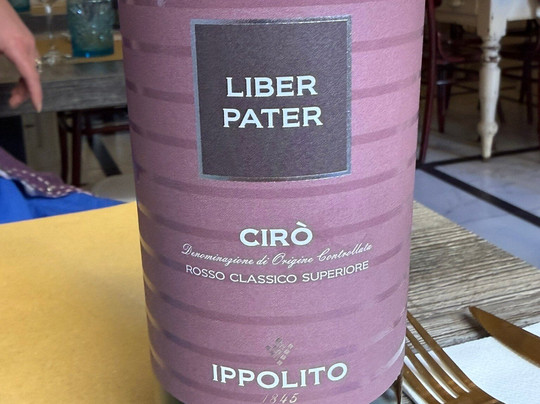 LIBER
PATER
CIRÒ
Denominazione di Origine Controllata
ROSSO CLASSICO SUPERIORE
IPPOLITO
1845